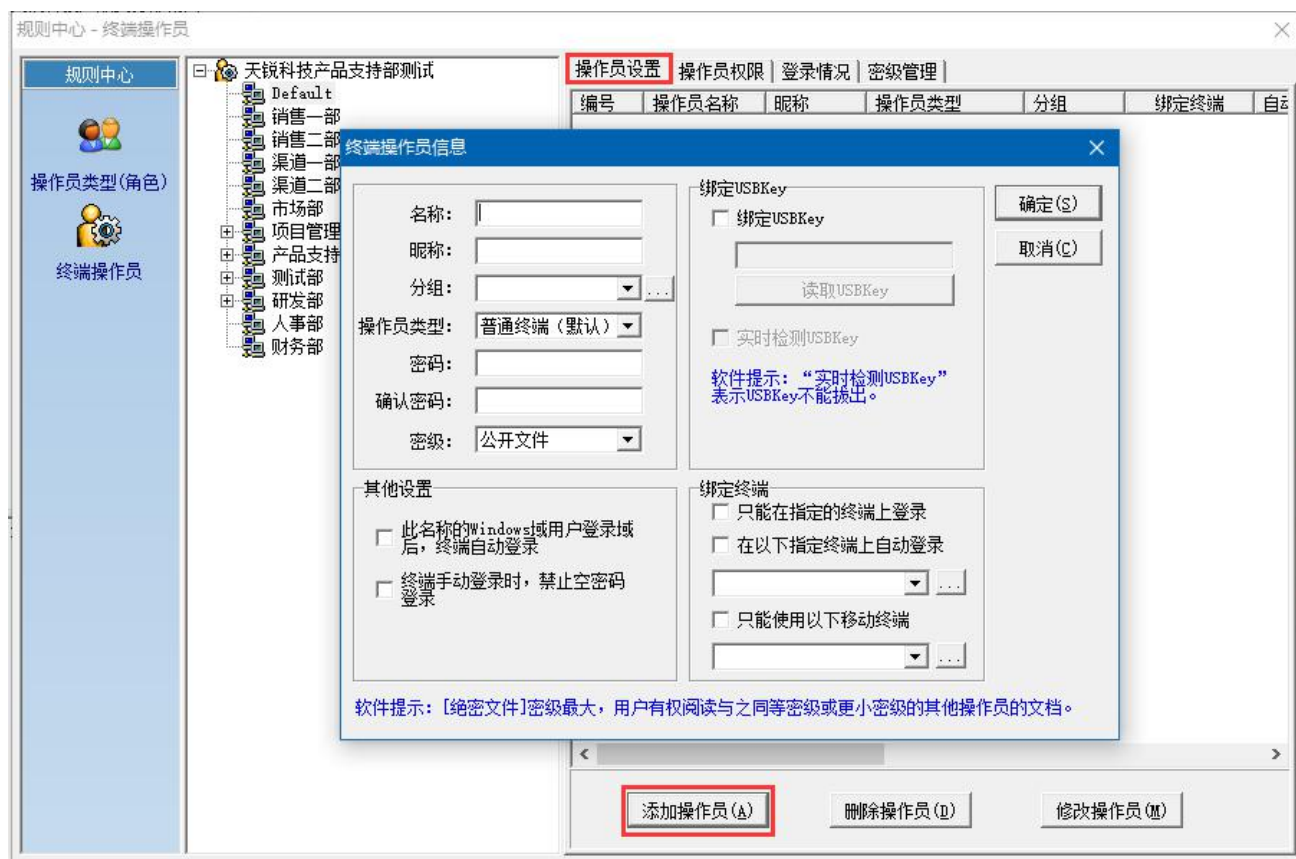 规则中心 - 终端操作员
规则中心
操作员类型(角色)
终端操作员
天锐科技产品支持部测试
Default
销售一部
销售二部
渠道一部
渠道二部
市场部
项目管理
产品支持
测试部
研发部
人事部
财务部
操作员设置 操作员权限 登录情况 密级管理
编号 操作员名称 昵称 操作员类型 分组 绑定终端
终端操作员信息
名称:
昵称:
分组: ...
操作员类型: 普通终端（默认）
密码:
确认密码:
密级: 公开文件
绑定USBKey
绑定USBKey
读取USBKey
实时检测USBKey
软件提示：“实时检测USBKey”
表示USBKey不能拔出。
确定(S)
取消(C)
其他设置
此名称的Windows域用户登录域
后，终端自动登录
终端手动登录时，禁止空密码
登录
绑定终端
只能在指定的终端上登录
在以下指定终端上自动登录
...
只能使用以下移动终端
...
软件提示：[绝密文件]密级最大，用户有权阅读与之同等密级或更小密级的其他操作员的文档。
添加操作员(A) 删除操作员(D) 修改操作员(M)